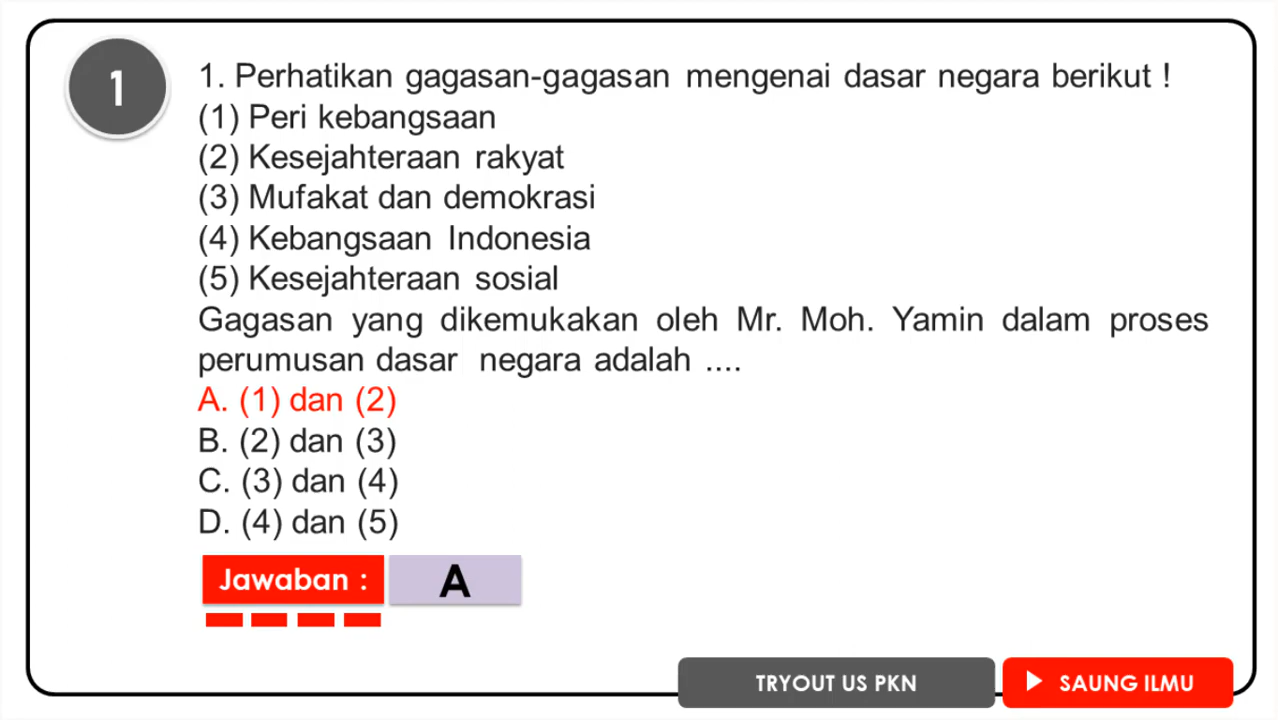 1
1. Perhatikan gagasan-gagasan mengenai dasar negara berikut !
(1) Peri kebangsaan
(2) Kesejahteraan rakyat
(3) Mufakat dan demokrasi
(4) Kebangsaan Indonesia
(5) Kesejahteraan sosial
Gagasan yang dikemukakan oleh Mr. Moh. Yamin dalam proses
perumusan dasar negara adalah ....
A. (1) dan (2)
B. (2) dan (3)
C. (3) dan (4)
D. (4) dan (5)
Jawaban : A
TRYOUT US PKN
SAUNG ILMU